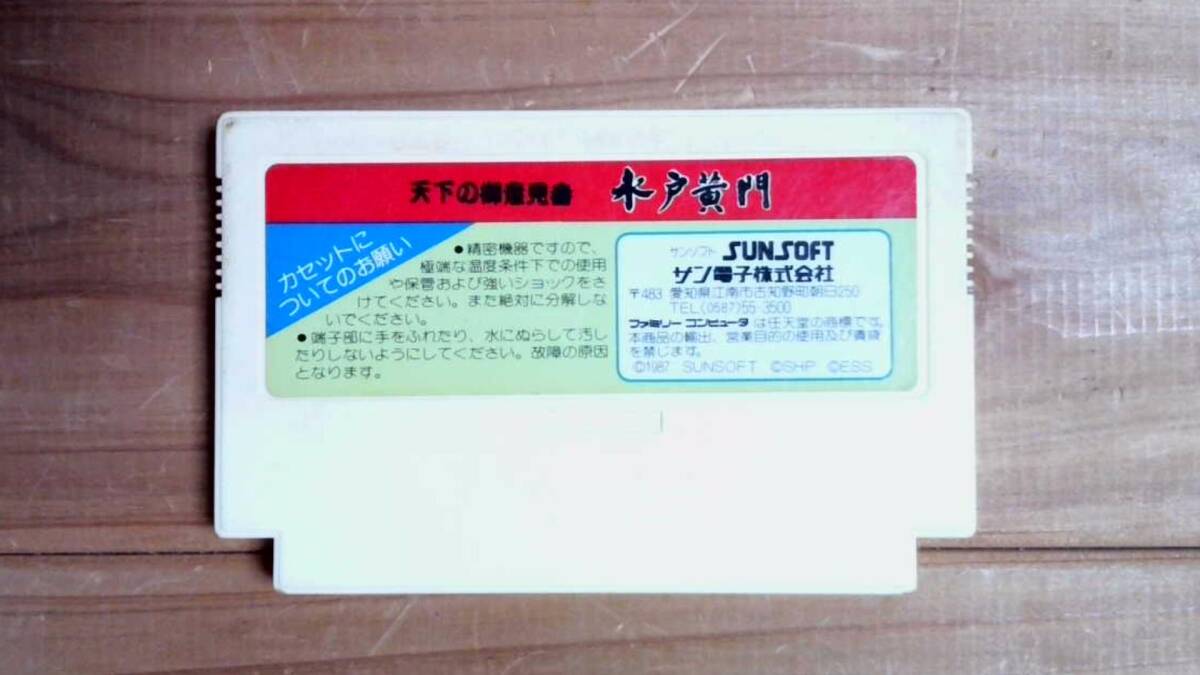 天下の御意見番 水戸黄門
カセットに
ついてのお願い
●精密機器ですので、
極端な温度条件下での使用
や保管および強いショックをさ
けてください。また絶対に分解しな
いでください。
●端子部に手をふれたり、水にぬらして汚し
たりしないようにしてください。故障の原因
となります。
サンソフト SUNSOFT
サン電子株式会社
〒483 愛知県江南市古知野町朝日250
TEL(0587)55-3500
ファミリーコンピュータは任天堂の商標です。
本商品の輸出、営業目的の使用及び賃貸
を禁じます。
©1987 SUNSOFT ©SHP ©ESS